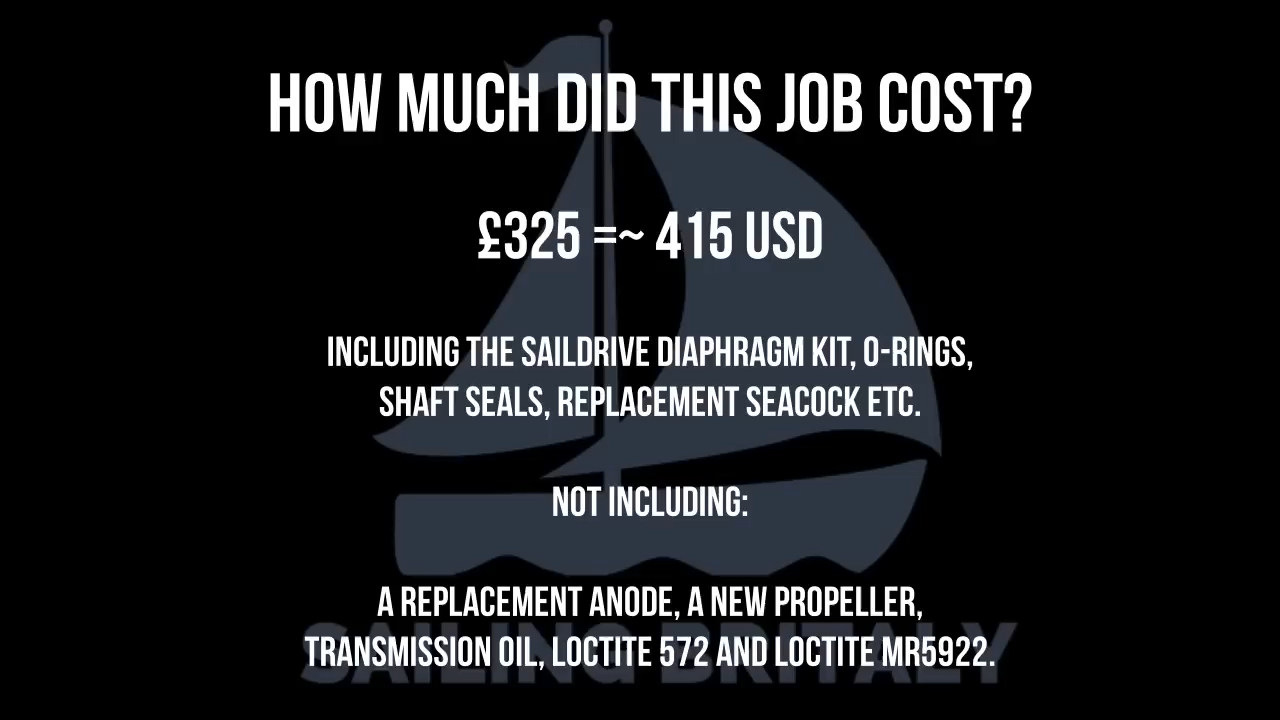 HOW MUCH DID THIS JOB COST?
£325 =~ 415 USD
INCLUDING THE SAILDRIVE DIAPHRAGM KIT, O-RINGS,
SHAFT SEALS, REPLACEMENT SEACOCK ETC.
NOT INCLUDING:
A REPLACEMENT ANODE, A NEW PROPELLER,
TRANSMISSION OIL, LOCTITE 572 AND LOCTITE MR5922.
SAILING BRITALY